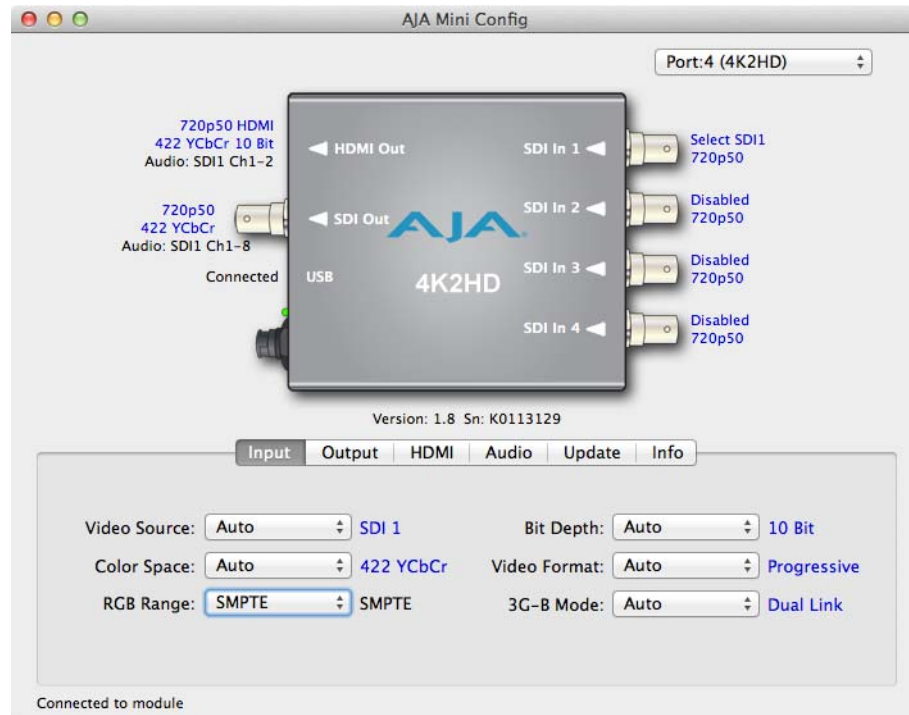 AJA Mini Config
Port:4 (4K2HD)
720p50 HDMI
422 YCbCr 10 Bit
Audio: SDI1 Ch1-2
HDMI Out
SDI In 1
Select SDI1
720p50
720p50
422 YCbCr
Audio: SDI1 Ch1-8
SDI Out
SDI In 2
Disabled
720p50
AJA
Connected
USB
4K2HD
SDI In 3
Disabled
720p50
SDI In 4
Disabled
720p50
Version: 1.8 Sn: K0113129
Input Output HDMI Audio Update Info
Video Source: Auto SDI 1 Bit Depth: Auto 10 Bit
Color Space: Auto 422 YCbCr Video Format: Auto Progressive
RGB Range: SMPTE SMPTE 3G-B Mode: Auto Dual Link
Connected to module